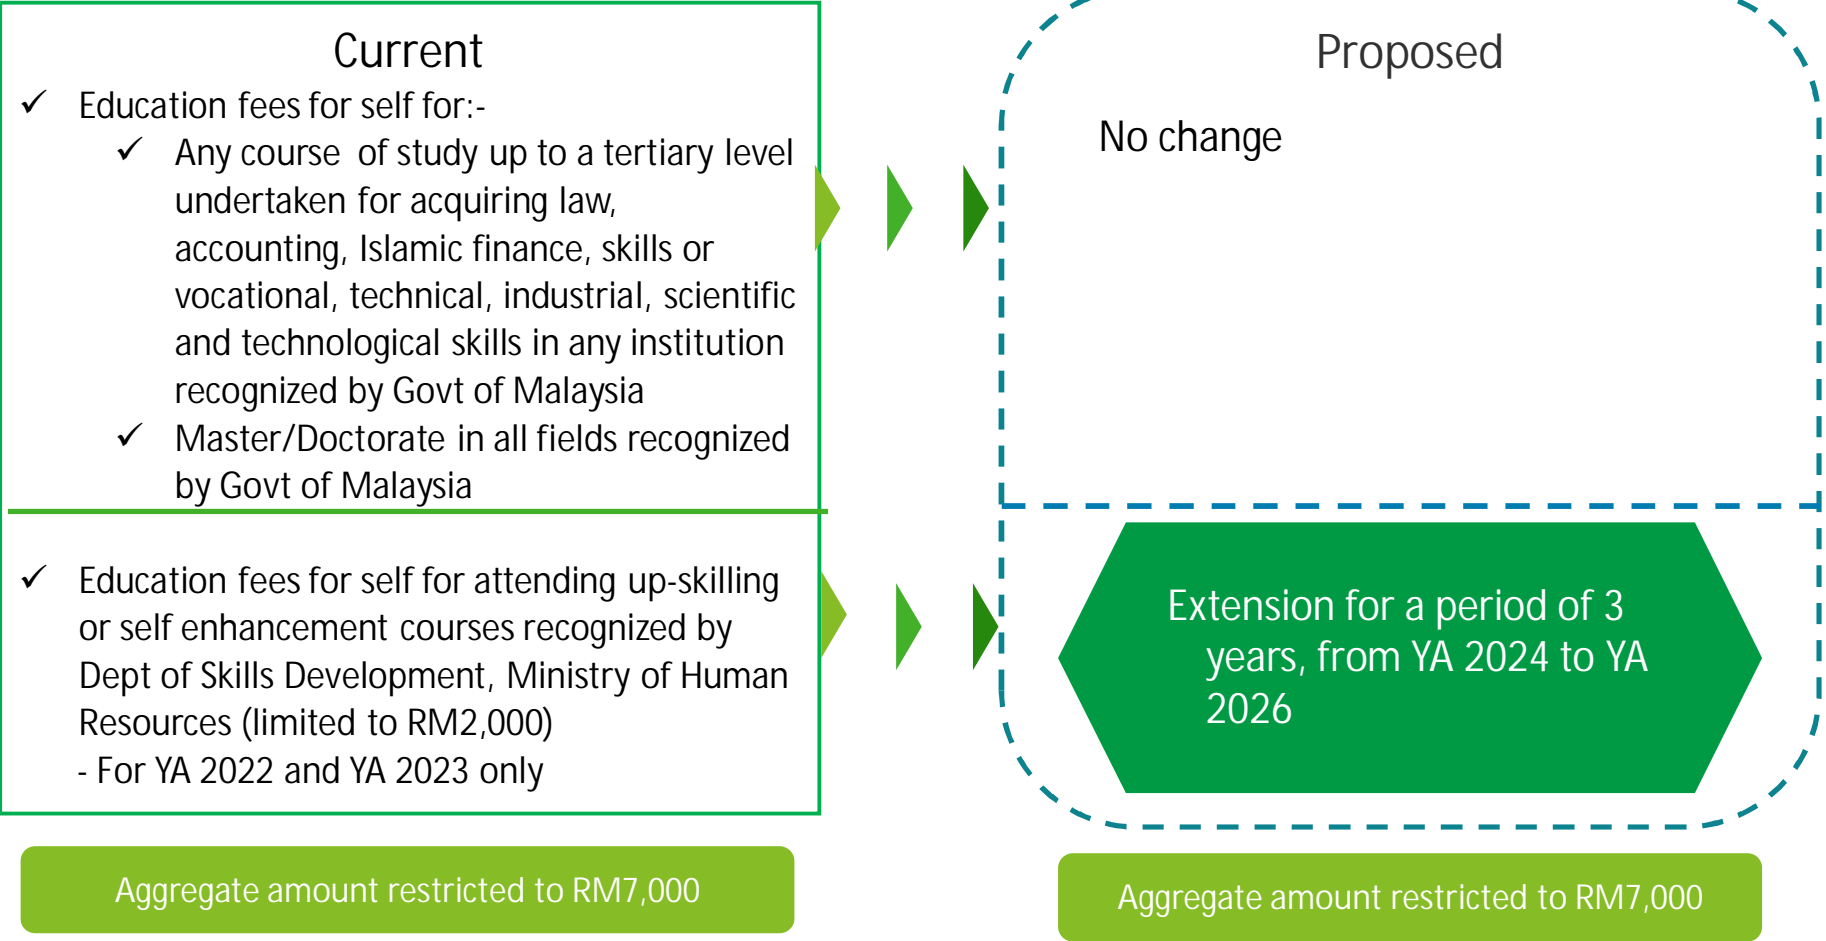 Current
✓ Education fees for self for:-
✓ Any course of study up to a tertiary level
undertaken for acquiring law,
accounting, Islamic finance, skills or
vocational, technical, industrial, scientific
and technological skills in any institution
recognized by Govt of Malaysia
✓ Master/Doctorate in all fields recognized
by Govt of Malaysia
✓ Education fees for self for attending up-skilling
or self enhancement courses recognized by
Dept of Skills Development, Ministry of Human
Resources (limited to RM2,000)
- For YA 2022 and YA 2023 only
Aggregate amount restricted to RM7,000
Proposed
No change
Extension for a period of 3
years, from YA 2024 to YA
2026
Aggregate amount restricted to RM7,000